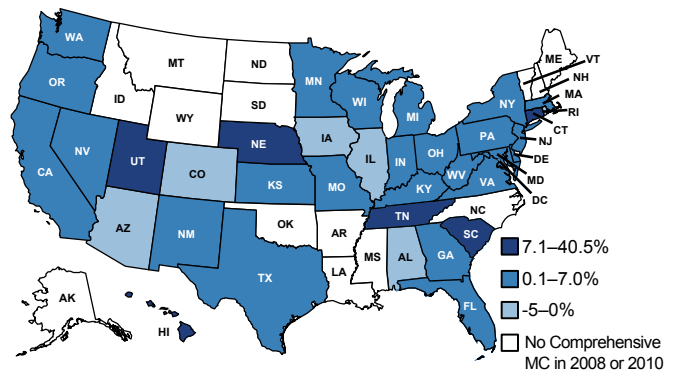 WA
ME
VT
MT
ND
NH
MN
OR
MA
ID
SD
WI
NY
RI
WY
MI
CT
IA
PA
NJ
NE
NV
OH
DE
UT
IL
IN
CO
MD
CA
WV
VA
KS
MO
KY
DC
NC
TN
AZ
OK
NM
AR
SC
7.1–40.5%
MS
AL
GA
LA
TX
0.1–7.0%
AK
FL
-5–0%
HI
No Comprehensive
MC in 2008 or 2010